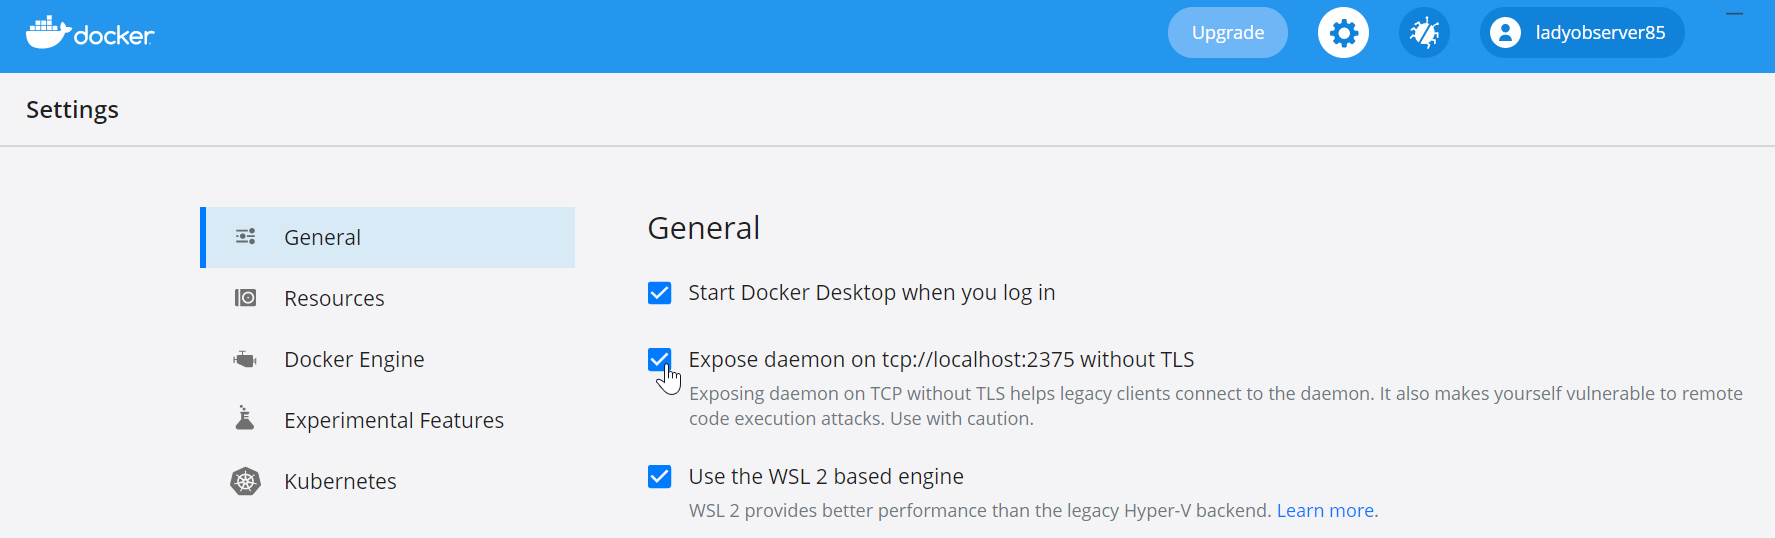 docker
Upgrade
ladyobserver85
Settings
General
Resources
Docker Engine
Experimental Features
Kubernetes
General
Start Docker Desktop when you log in
Expose daemon on tcp://localhost:2375 without TLS
Exposing daemon on TCP without TLS helps legacy clients connect to the daemon. It also makes yourself vulnerable to remote
code execution attacks. Use with caution.
Use the WSL 2 based engine
WSL 2 provides better performance than the legacy Hyper-V backend. Learn more.